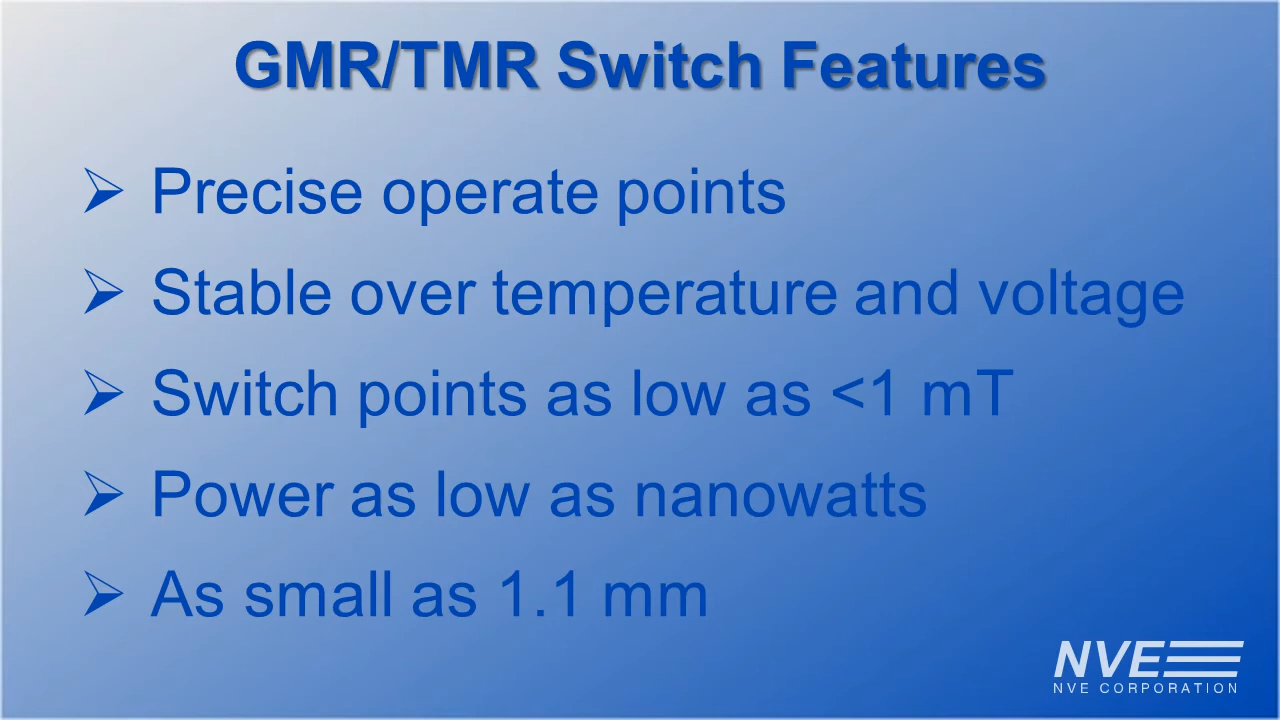 GMR/TMR Switch Features
➢ Precise operate points
➢ Stable over temperature and voltage
➢ Switch points as low as <1 mT
➢ Power as low as nanowatts
➢ As small as 1.1 mm
NVE
NVE CORPORATION